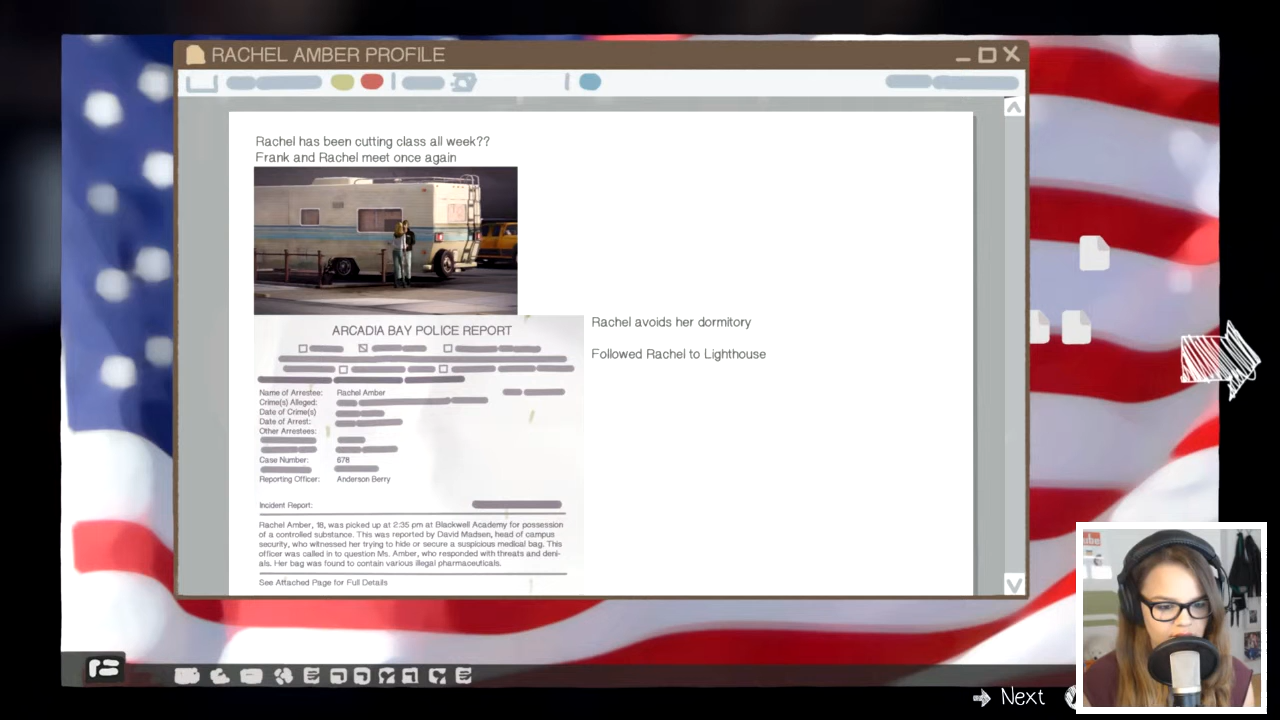 RACHEL AMBER PROFILE
Rachel has been cutting class all week??
Frank and Rachel meet once again
ARCADIA BAY POLICE REPORT
Rachel avoids her dormitory
Followed Rachel to Lighthouse
Name of Arrestee: Rachel Amber
Crime(s) Alleged:
Date of Crime(s)
Date of Arrest:
Other Arrestees:
Case Number: 678
Reporting Officer: Anderson Berry
Incident Report:
Rachel Amber, 18, was picked up at 2:35 pm at Blackwell Academy for possession
of a controlled substance. This was reported by David Madsen, head of campus
security, who witnessed her trying to hide or secure a suspicious medical bag. This
officer was called in to question Ms. Amber, who responded with threats and deni-
als. Her bag was found to contain various illegal pharmaceuticals.
See Attached Page for Full Details
Next